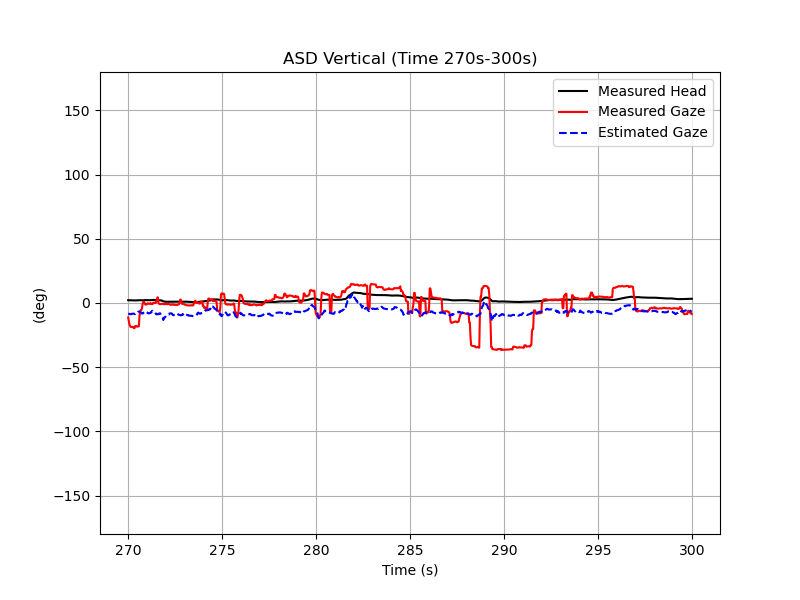 ASD Vertical (Time 270s-300s)
Measured Head
Measured Gaze
Estimated Gaze
150
100
50
0
−50
−100
−150
(deg)
270 275 280 285 290 295 300
Time (s)